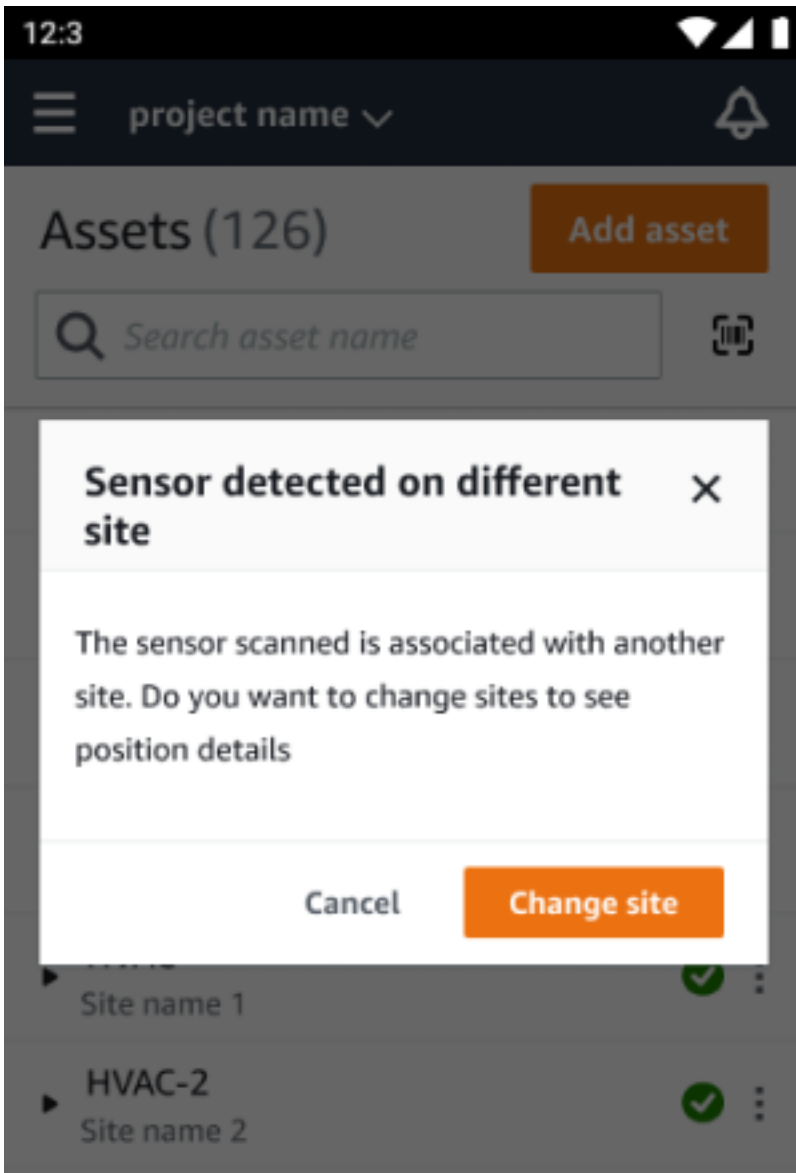 12:3
project name
Assets (126)
Add asset
Search asset name
Sensor detected on different
site
The sensor scanned is associated with another
site. Do you want to change sites to see
position details
Cancel
Change site
Site name 1
HVAC-2
Site name 2